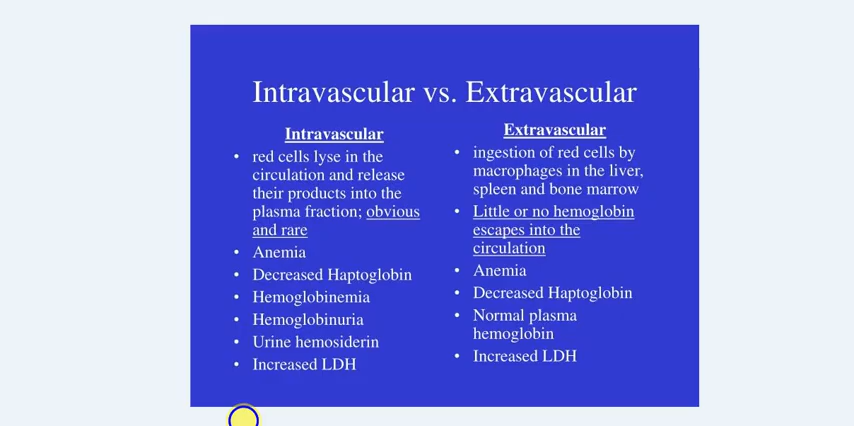 Intravascular vs. Extravascular
Intravascular
• red cells lyse in the
circulation and release
their products into the
plasma fraction; obvious
and rare
• Anemia
• Decreased Haptoglobin
• Hemoglobinemia
• Hemoglobinuria
• Urine hemosiderin
• Increased LDH
Extravascular
• ingestion of red cells by
macrophages in the liver,
spleen and bone marrow
• Little or no hemoglobin
escapes into the
circulation
• Anemia
• Decreased Haptoglobin
• Normal plasma
hemoglobin
• Increased LDH